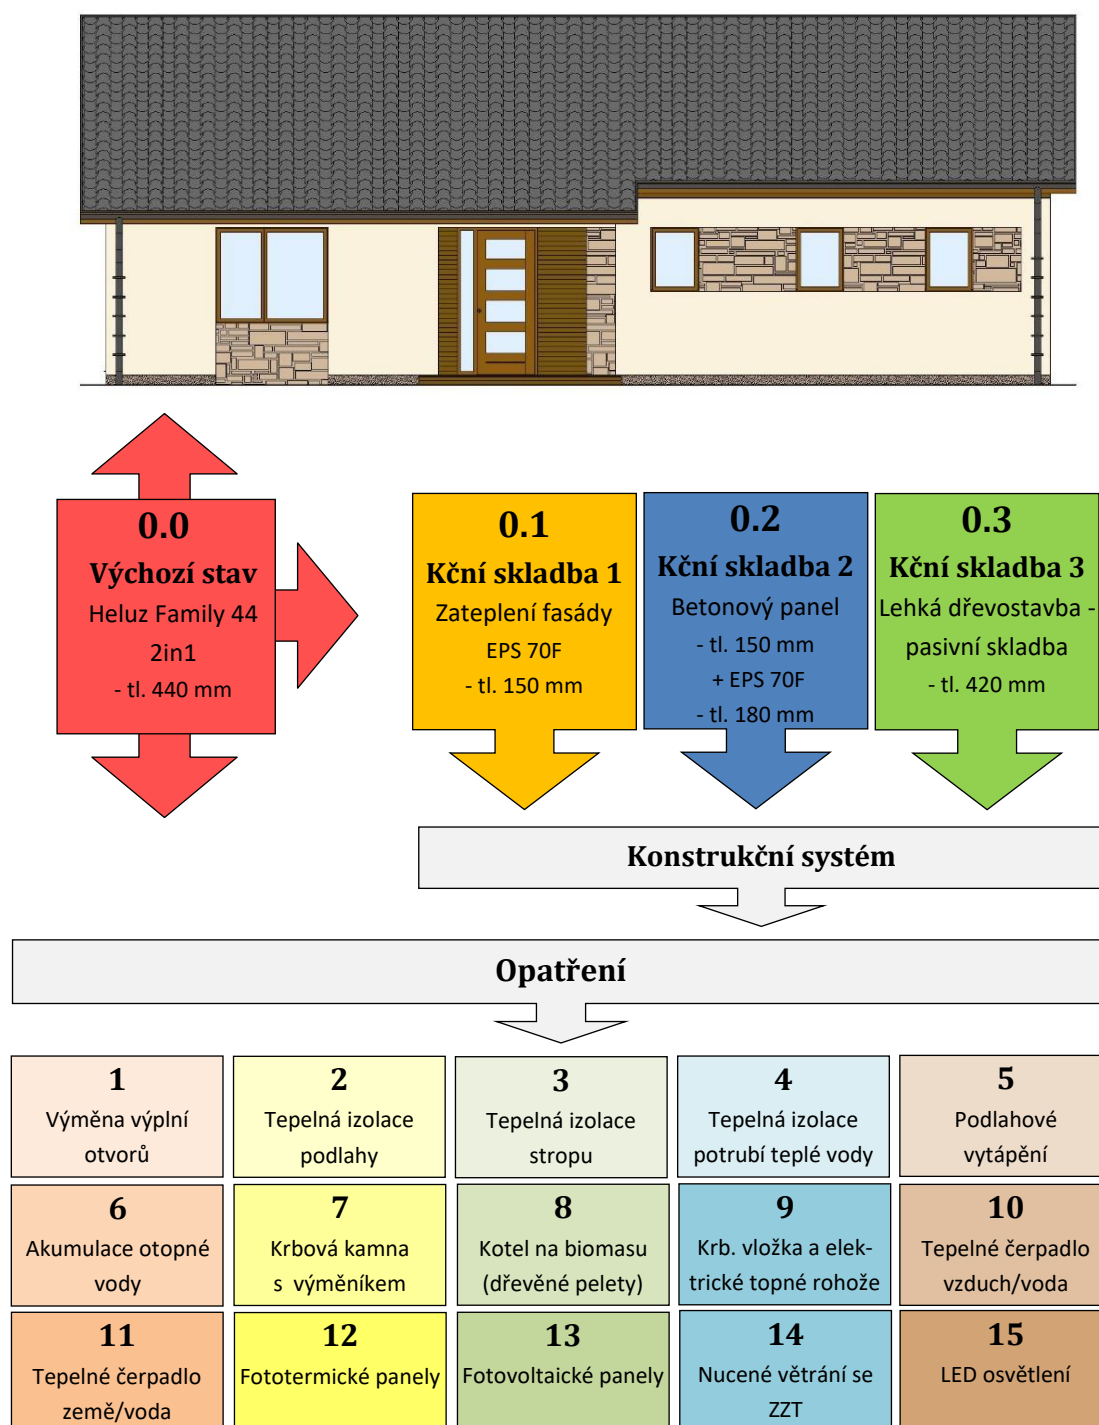 0.0
Výchozí stav
Heluz Family 44
2in1
- tl. 440 mm
0.1
Kční skladba 1
Zateplení fasády
EPS 70F
- tl. 150 mm
0.2
Kční skladba 2
Betonový panel
- tl. 150 mm
+ EPS 70F
- tl. 180 mm
0.3
Kční skladba 3
Lehká dřevostavba -
pasivní skladba
- tl. 420 mm
Konstrukční systém
Opatření
1
Výměna výplní
otvorů
2
Tepelná izolace
podlahy
3
Tepelná izolace
stropu
4
Tepelná izolace
potrubí teplé vody
5
Podlahové
vytápění
6
Akumulace otopné
vody
7
Krbová kamna
s výměníkem
8
Kotel na biomasu
(dřevěné pelety)
9
Krb. vložka a elek-
trické topné rohože
10
Tepelné čerpadlo
vzduch/voda
11
Tepelné čerpadlo
země/voda
12
Fototermické panely
13
Fotovoltaické panely
14
Nucené větrání se
ZZT
15
LED osvětlení